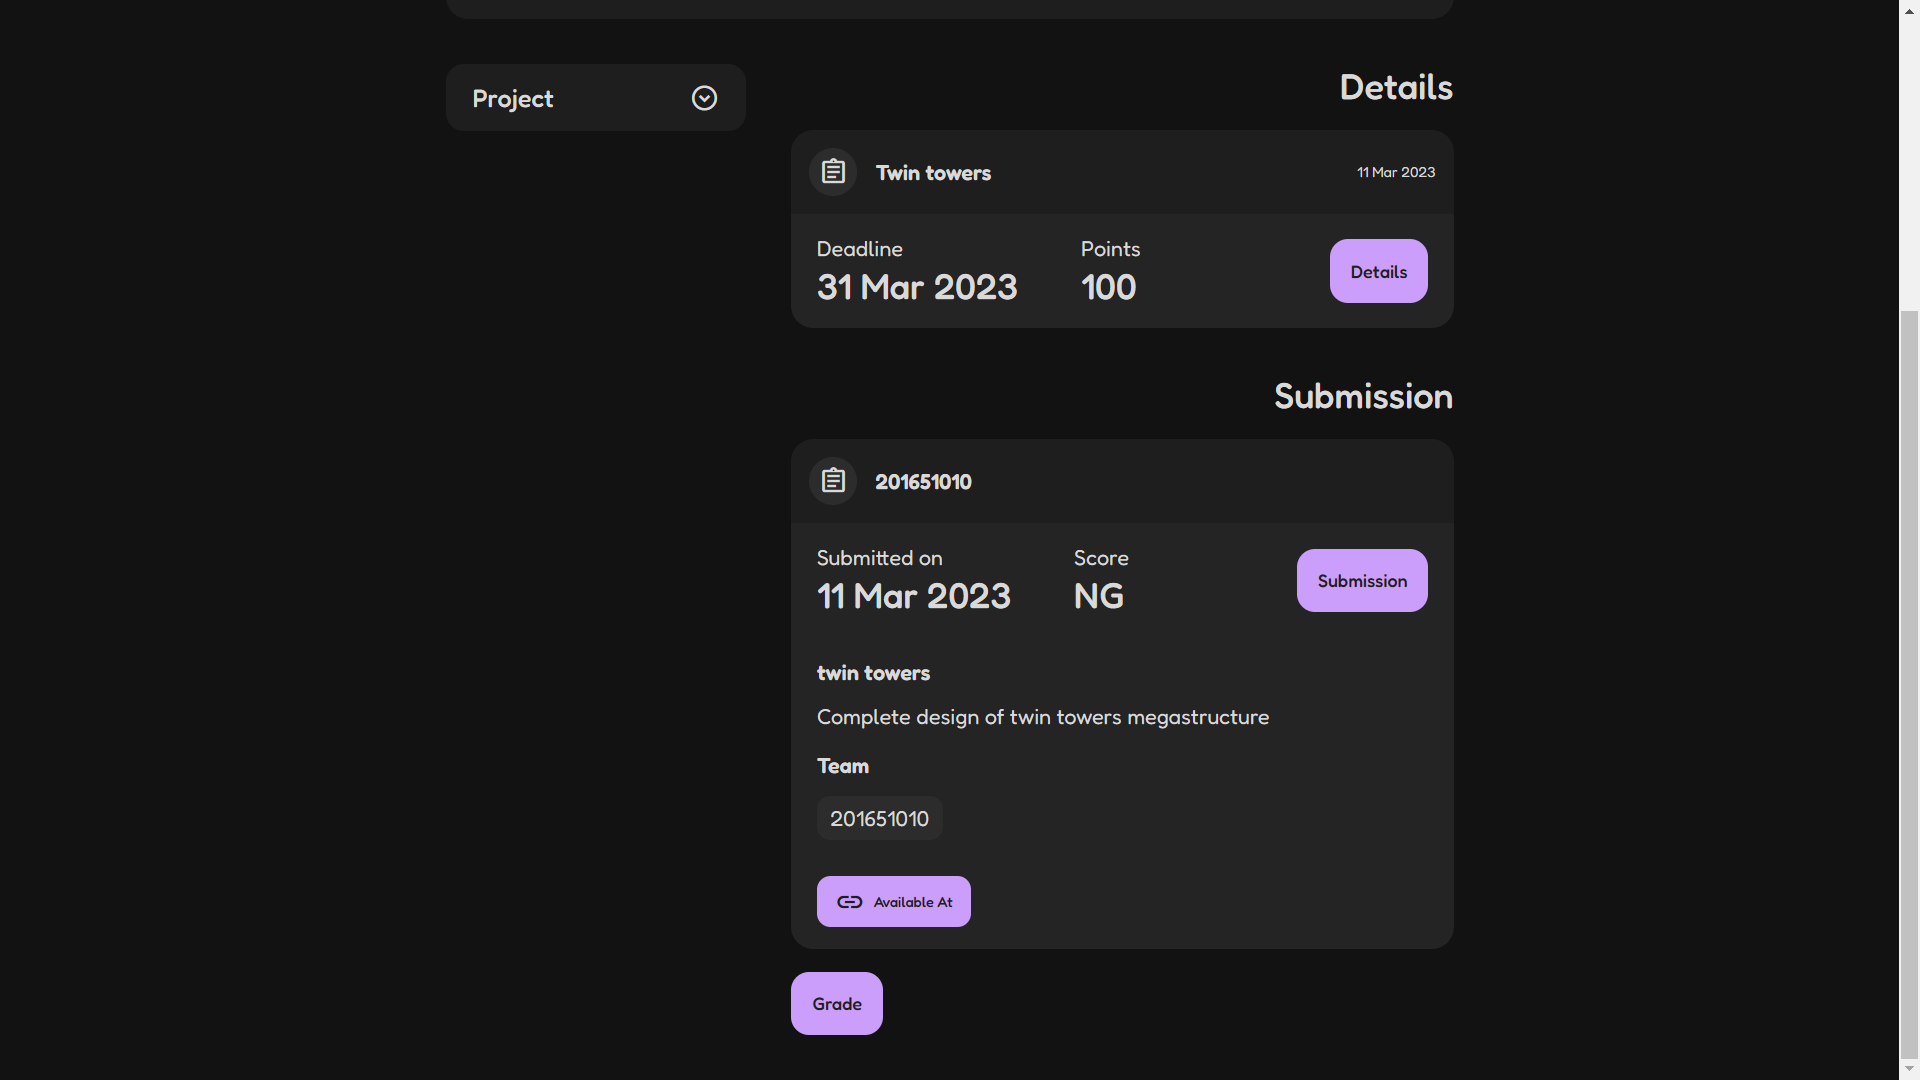 Project
Details
Twin towers
11 Mar 2023
Deadline
Points
31 Mar 2023
100
Details
Submission
201651010
Submitted on
Score
11 Mar 2023
NG
Submission
twin towers
Complete design of twin towers megastructure
Team
201651010
Available At
Grade